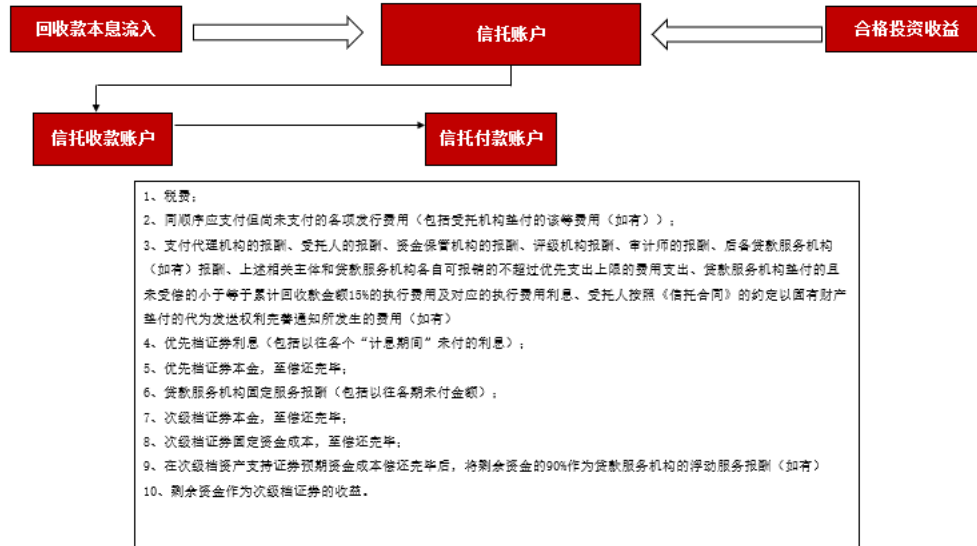 回收款本息流入
信托账户
合格投资收益
信托收款账户
信托付款账户
1、税费；
2、同顺序应支付但尚未支付的各项发行费用（包括受托机构垫付的该等费用（如有））；
3、支付代理机构的报酬、受托人的报酬、资金保管机构的报酬、评级机构报酬、审计师的报酬、后备贷款服务机构
（如有）报酬、上述相关主体和贷款服务机构各自可报销的不超过优先支出上限的费用支出、贷款服务机构垫付的且
未受偿的小于等于累计回收款金额15%的执行费用及对应的执行费用利息、受托人按照《信托合同》的约定以固有财产
垫付的代为发送权利完善通知所发生的费用（如有）
4、优先档证券利息（包括以往各个“计息期间”未付的利息）；
5、优先档证券本金，至偿还完毕；
6、贷款服务机构固定服务报酬（包括以往各期未付金额）；
7、次级档证券本金，至偿还完毕；
8、次级档证券固定资金成本，至偿还完毕；
9、在次级档资产支持证券预期资金成本偿还完毕后，将剩余资金的90%作为贷款服务机构的浮动服务报酬（如有）
10、剩余资金作为次级档证券的收益。